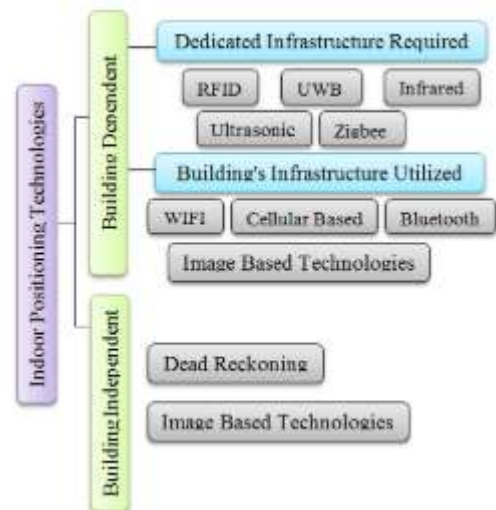 Indoor Positioning Technologies
Building Dependent
Dedicated Infrastructure Required
RFID
UWB
Infrared
Ultrasonic
Zigbee
Building's Infrastructure Utilized
WIFI
Cellular Based
Bluetooth
Image Based Technologies
Building Independent
Dead Reckoning
Image Based Technologies